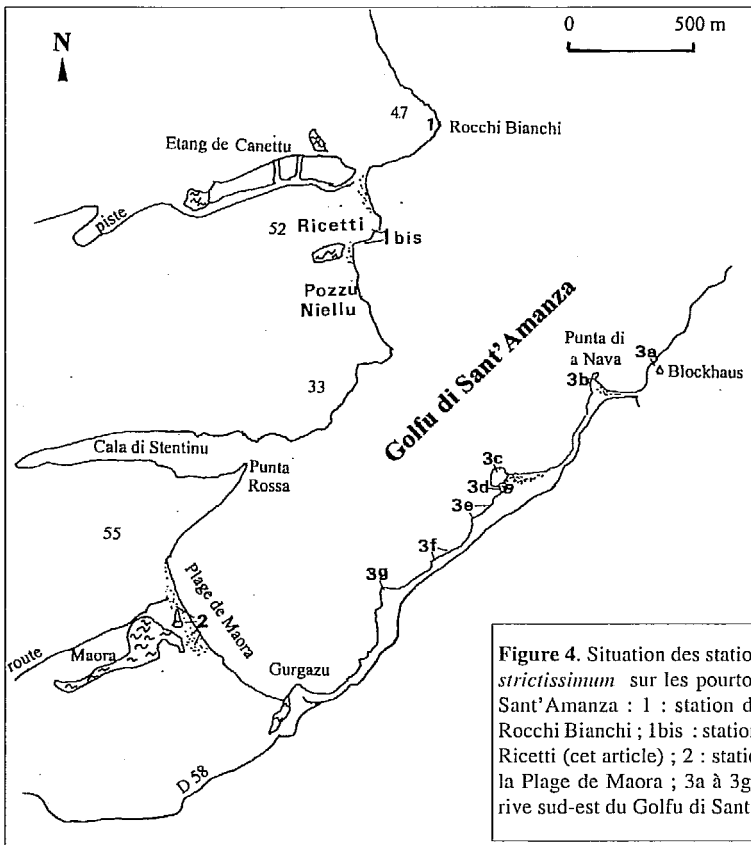 0 500 m
N
47
1 Rocchi Bianchi
Etang de Canettu
piste
52 Ricetti
1bis
Pozzu
Niellu
Golfu di Sant'Amanza
Punta di
a Nava
3a
3b
Blockhaus
33
Cala di Stentinu
Punta
Rossa
3c
3d
3e
3f
3g
55
Plage de Maora
2
route
Maora
Gurgazu
D 58
Figure 4. Situation des station
strictissimum sur les pourto
Sant'Amanza : 1 : station d
Rocchi Bianchi ; 1bis : station
Ricetti (cet article) ; 2 : statio
la Plage de Maora ; 3a à 3g
rive sud-est du Golfu di Sant